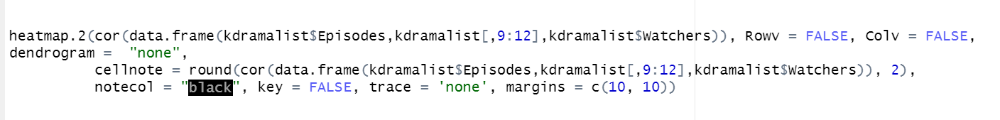 heatmap.2(cor(data.frame(kdramalist$Episodes,kdramalist[,9:12],kdramalist$Watchers)), Rowv = FALSE, Colv = FALSE,
dendrogram =  "none",
          cellnote = round(cor(data.frame(kdramalist$Episodes,kdramalist[,9:12],kdramalist$Watchers)), 2),
          notecol = "black", key = FALSE, trace = 'none', margins = c(10, 10))